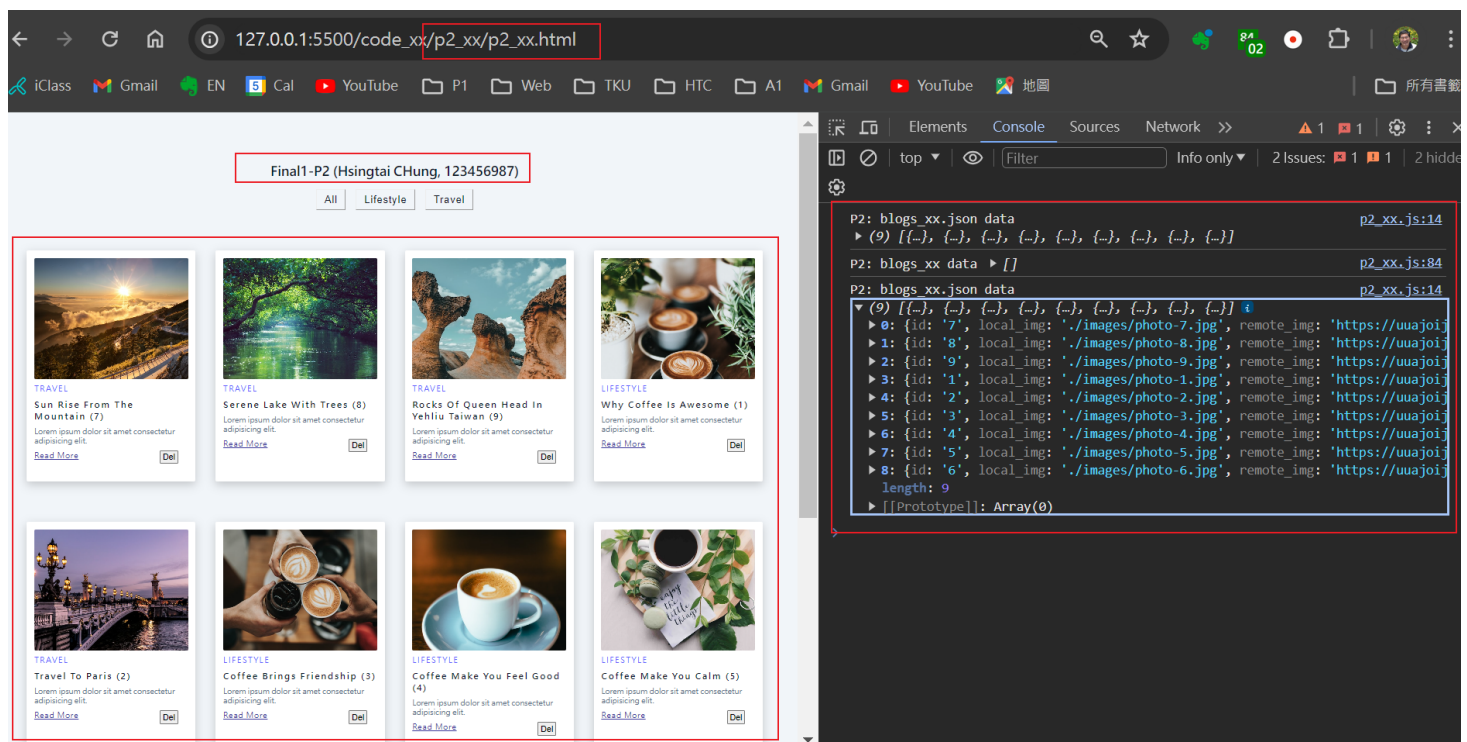 127.0.0.1:5500/code_xx/p2_xx/p2_xx.html
84
02
iClass Gmail EN 5 Cal YouTube P1 Web TKU HTC A1 Gmail YouTube 地圖 所有書籤
Final1-P2 (Hsingtai CHung, 123456987)
All Lifestyle Travel
TRAVEL
Sun Rise From The
Mountain (7)
Lorem ipsum dolor sit amet consectetur
adipisicing elit.
Read More Del
TRAVEL
Serene Lake With Trees (8)
Lorem ipsum dolor sit amet consectetur
adipisicing elit.
Read More Del
TRAVEL
Rocks Of Queen Head In
Yehliu Taiwan (9)
Lorem ipsum dolor sit amet consectetur
adipisicing elit.
Read More Del
LIFESTYLE
Why Coffee Is Awesome (1)
Lorem ipsum dolor sit amet consectetur
adipisicing elit.
Read More Del
TRAVEL
Travel To Paris (2)
Lorem ipsum dolor sit amet consectetur
adipisicing elit.
Read More Del
LIFESTYLE
Coffee Brings Friendship (3)
Lorem ipsum dolor sit amet consectetur
adipisicing elit.
Read More Del
LIFESTYLE
Coffee Make You Feel Good
(4)
Lorem ipsum dolor sit amet consectetur
adipisicing elit.
Read More Del
enjoy
the
little
things
LIFESTYLE
Coffee Make You Calm (5)
Lorem ipsum dolor sit amet consectetur
adipisicing elit.
Read More Del
Elements Console Sources Network >> 1 1
top ▼ Filter Info only ▼ 2 Issues: 1 1 2 hidde
P2: blogs_xx.json data p2_xx.js:14
▶ (9) [{…}, {…}, {…}, {…}, {…}, {…}, {…}, {…}, {…}]
P2: blogs_xx data ▶ [] p2_xx.js:84
P2: blogs_xx.json data p2_xx.js:14
▼ (9) [{…}, {…}, {…}, {…}, {…}, {…}, {…}, {…}, {…}] i
▶ 0: {id: '7', local_img: './images/photo-7.jpg', remote_img: 'https://uuajoij
▶ 1: {id: '8', local_img: './images/photo-8.jpg', remote_img: 'https://uuajoij
▶ 2: {id: '9', local_img: './images/photo-9.jpg', remote_img: 'https://uuajoij
▶ 3: {id: '1', local_img: './images/photo-1.jpg', remote_img: 'https://uuajoij
▶ 4: {id: '2', local_img: './images/photo-2.jpg', remote_img: 'https://uuajoij
▶ 5: {id: '3', local_img: './images/photo-3.jpg', remote_img: 'https://uuajoij
▶ 6: {id: '4', local_img: './images/photo-4.jpg', remote_img: 'https://uuajoij
▶ 7: {id: '5', local_img: './images/photo-5.jpg', remote_img: 'https://uuajoij
▶ 8: {id: '6', local_img: './images/photo-6.jpg', remote_img: 'https://uuajoij
length: 9
▶ [[Prototype]]: Array(0)